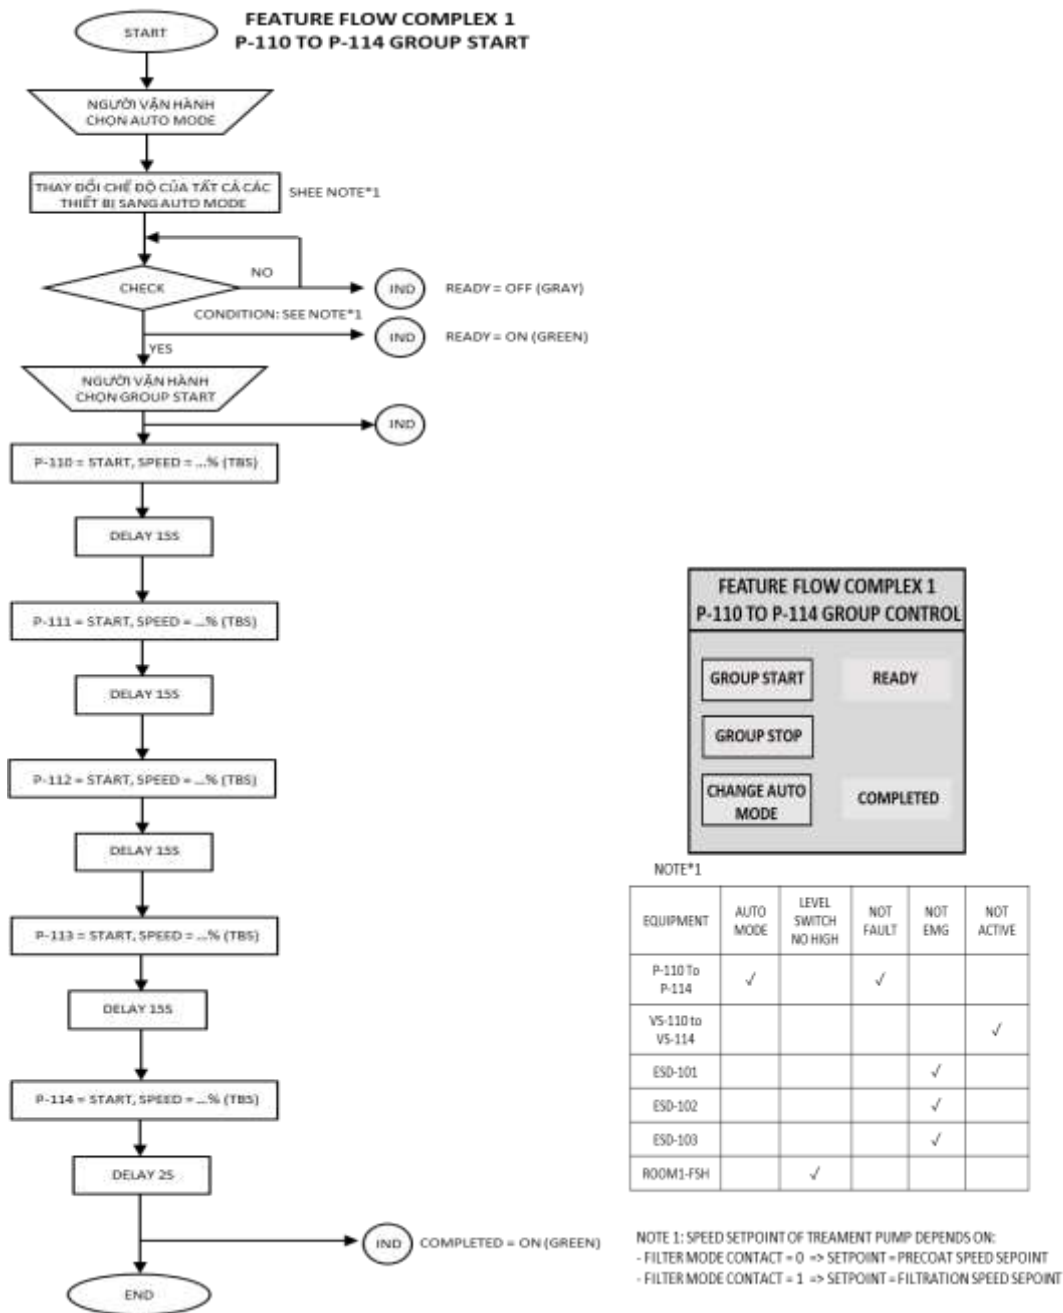 FEATURE FLOW COMPLEX 1
P-110 TO P-114 GROUP START
START
NGƯỜI VẬN HÀNH
CHỌN AUTO MODE
THAY ĐỔI CHẾ ĐỘ CỦA TẤT CẢ CÁC
THIẾT BỊ SANG AUTO MODE
SHEE NOTE*1
CHECK
NO
IND
READY = OFF (GRAY)
CONDITION: SEE NOTE*1
IND
READY = ON (GREEN)
YES
NGƯỜI VẬN HÀNH
CHỌN GROUP START
IND
P-110 = START, SPEED = ...% (TBS)
DELAY 15S
P-111 = START, SPEED = ...% (TBS)
DELAY 15S
P-112 = START, SPEED = ...% (TBS)
DELAY 15S
P-113 = START, SPEED = ...% (TBS)
DELAY 15S
P-114 = START, SPEED = ...% (TBS)
DELAY 2S
IND
COMPLETED = ON (GREEN)
END
FEATURE FLOW COMPLEX 1
P-110 TO P-114 GROUP CONTROL
GROUP START
READY
GROUP STOP
CHANGE AUTO
MODE
COMPLETED
NOTE*1
EQUIPMENT
AUTO
MODE
LEVEL
SWITCH
NO HIGH
NOT
FAULT
NOT
EMG
NOT
ACTIVE
P-110 To
P-114
√
√
VS-110 to
VS-114
√
ESD-101
√
ESD-102
√
ESD-103
√
ROOM1-FSH
√
NOTE 1: SPEED SETPOINT OF TREAMENT PUMP DEPENDS ON:
- FILTER MODE CONTACT = 0 => SETPOINT = PRECOAT SPEED SEPOINT
- FILTER MODE CONTACT = 1 => SETPOINT = FILTRATION SPEED SEPOINT